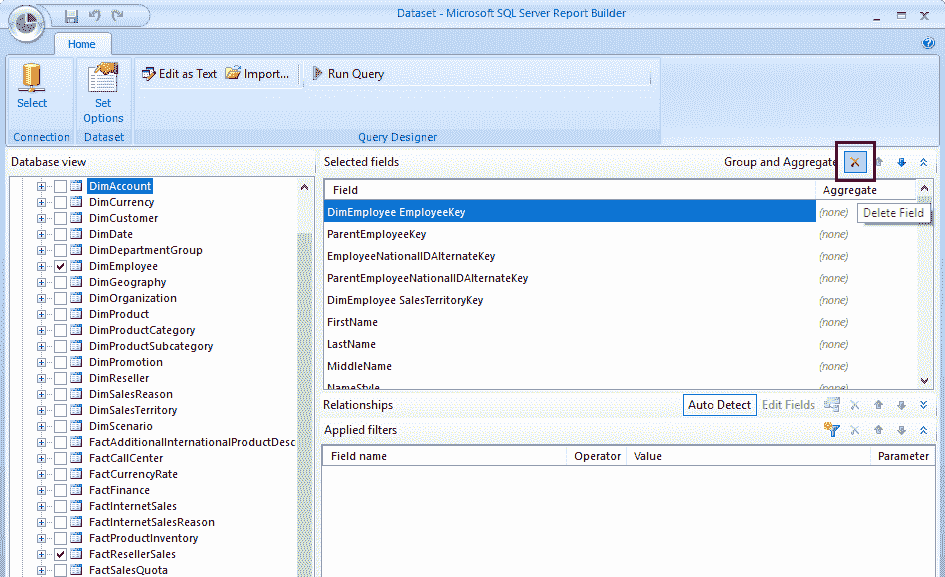 Dataset - Microsoft SQL Server Report Builder
Home
Edit as Text Import... Run Query
Select
Set
Options
Connection Dataset Query Designer
Database view
DimAccount
DimCurrency
DimCustomer
DimDate
DimDepartmentGroup
DimEmployee
DimGeography
DimOrganization
DimProduct
DimProductCategory
DimProductSubcategory
DimPromotion
DimReseller
DimSalesReason
DimSalesTerritory
DimScenario
FactAdditionalInternationalProductDesc
FactCallCenter
FactCurrencyRate
FactFinance
FactInternetSales
FactInternetSalesReason
FactProductInventory
FactResellerSales
FactSalesQuota
Selected fields Group and Aggregate
Field Aggregate
DimEmployee EmployeeKey (none)
Delete Field
ParentEmployeeKey (none)
EmployeeNationalIDAlternateKey (none)
ParentEmployeeNationalIDAlternateKey (none)
DimEmployee SalesTerritoryKey (none)
FirstName (none)
LastName (none)
MiddleName (none)
NameStyle (none)
Relationships Auto Detect Edit Fields
Applied filters
Field name Operator Value Parameter